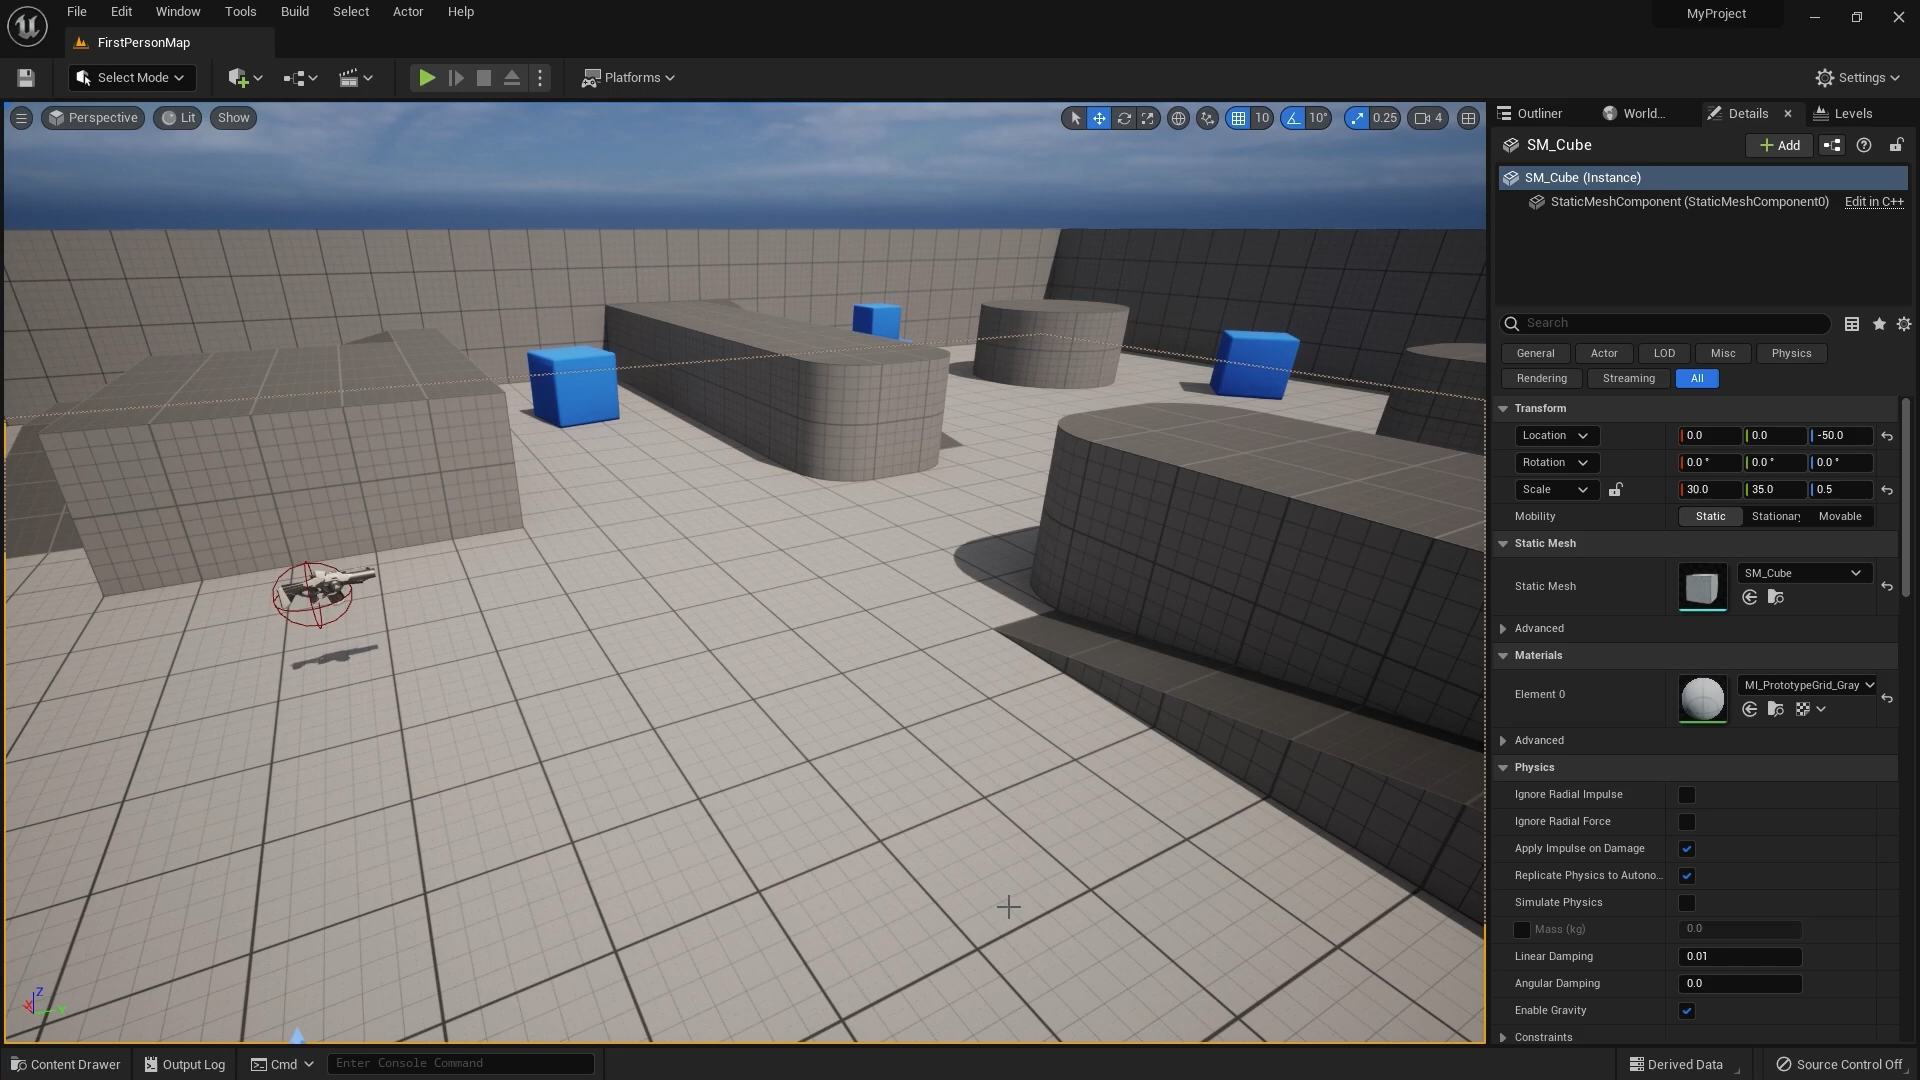 File Edit Window Tools Build Select Actor Help
MyProject
FirstPersonMap
Select Mode
Platforms
Settings
Perspective Lit Show
10 10° 0.25 4
Outliner World... Details Levels
SM_Cube
Add
SM_Cube (Instance)
StaticMeshComponent (StaticMeshComponent0) Edit in C++
Search
General Actor LOD Misc Physics
Rendering Streaming All
Transform
Location 0.0 0.0 -50.0
Rotation 0.0 ° 0.0 ° 0.0 °
Scale 30.0 35.0 0.5
Mobility Static Stationary Movable
Static Mesh
Static Mesh SM_Cube
Advanced
Materials
Element 0 MI_PrototypeGrid_Gray
Advanced
Physics
Ignore Radial Impulse
Ignore Radial Force
Apply Impulse on Damage
Replicate Physics to Autono...
Simulate Physics
Mass (kg) 0.0
Linear Damping 0.01
Angular Damping 0.0
Enable Gravity
Constraints
Z
X Y
Content Drawer Output Log Cmd Enter Console Command
Derived Data Source Control Off